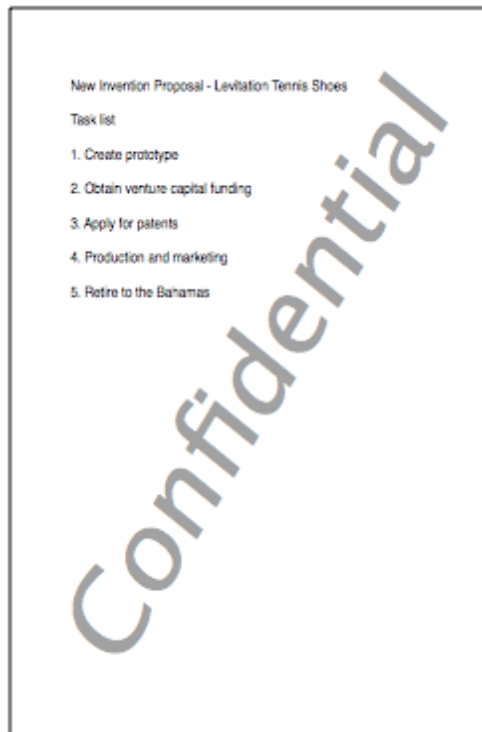 New Invention Proposal - Levitation Tennis Shoes
Task list
1. Create prototype
2. Obtain venture capital funding
3. Apply for patents
4. Production and marketing
5. Retire to the Bahamas
Confidential